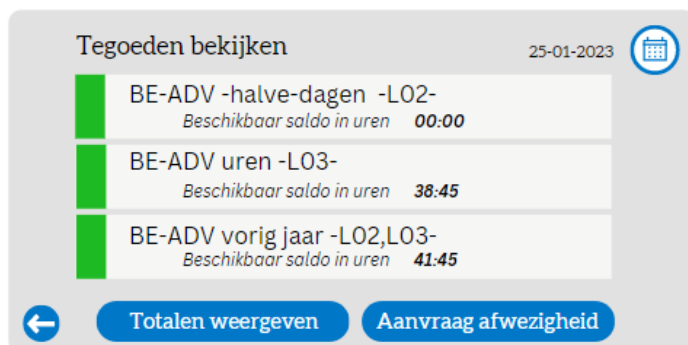 Tegoeden bekijken 25-01-2023
BE-ADV -halve-dagen -L02-
Beschikbaar saldo in uren 00:00
BE-ADV uren -L03-
Beschikbaar saldo in uren 38:45
BE-ADV vorig jaar -L02,L03-
Beschikbaar saldo in uren 41:45
Totalen weergeven Aanvraag afwezigheid